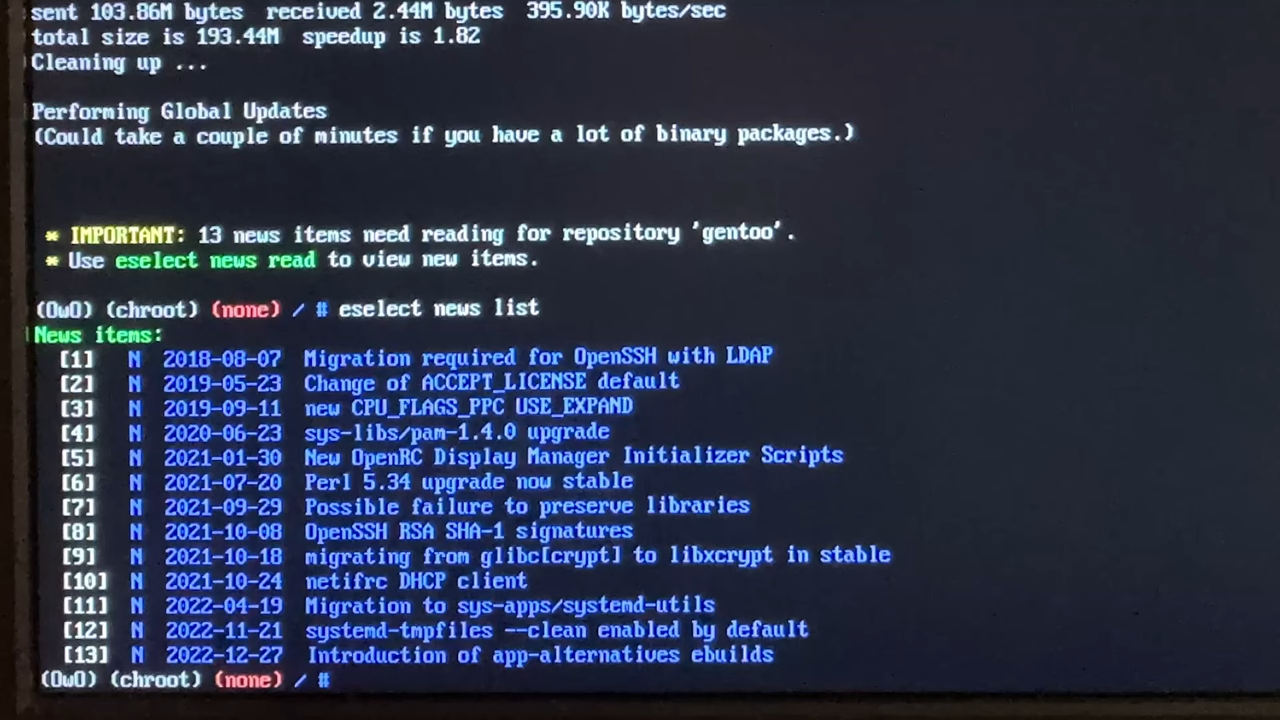 sent 103.86M bytes  received 2.44M bytes  395.90K bytes/sec
total size is 193.44M  speedup is 1.82
Cleaning up ...
Performing Global Updates
(Could take a couple of minutes if you have a lot of binary packages.)
* IMPORTANT: 13 news items need reading for repository 'gentoo'.
* Use eselect news read to view new items.
(OwO) (chroot) (none) / # eselect news list
News items:
[1] N 2018-08-07 Migration required for OpenSSH with LDAP
[2] N 2019-05-23 Change of ACCEPT_LICENSE default
[3] N 2019-09-11 new CPU_FLAGS_PPC USE_EXPAND
[4] N 2020-06-23 sys-libs/pam-1.4.0 upgrade
[5] N 2021-01-30 New OpenRC Display Manager Initializer Scripts
[6] N 2021-07-20 Perl 5.34 upgrade now stable
[7] N 2021-09-29 Possible failure to preserve libraries
[8] N 2021-10-08 OpenSSH RSA SHA-1 signatures
[9] N 2021-10-18 migrating from glibc[crypt] to libxcrypt in stable
[10] N 2021-10-24 netifrc DHCP client
[11] N 2022-04-19 Migration to sys-apps/systemd-utils
[12] N 2022-11-21 systemd-tmpfiles --clean enabled by default
[13] N 2022-12-27 Introduction of app-alternatives ebuilds
(OwO) (chroot) (none) / #